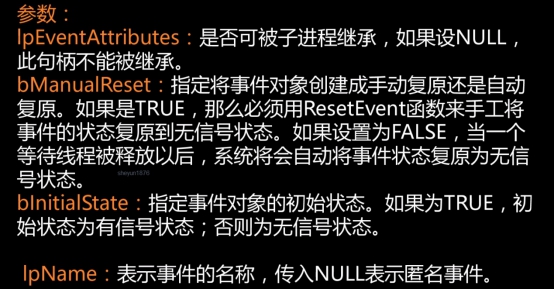 参数：
lpEventAttributes：是否可被子进程继承，如果设NULL，
此句柄不能被继承。
bManualReset：指定将事件对象创建成手动复原还是自动
复原。如果是TRUE，那么必须用ResetEvent函数来手工将
事件的状态复原到无信号状态。如果设置为FALSE，当一个
等待线程被释放以后，系统将会自动将事件状态复原为无信
号状态。
sheyun1876
bInitialState：指定事件对象的初始状态。如果为TRUE，初
始状态为有信号状态；否则为无信号状态。
lpName：表示事件的名称，传入NULL表示匿名事件。